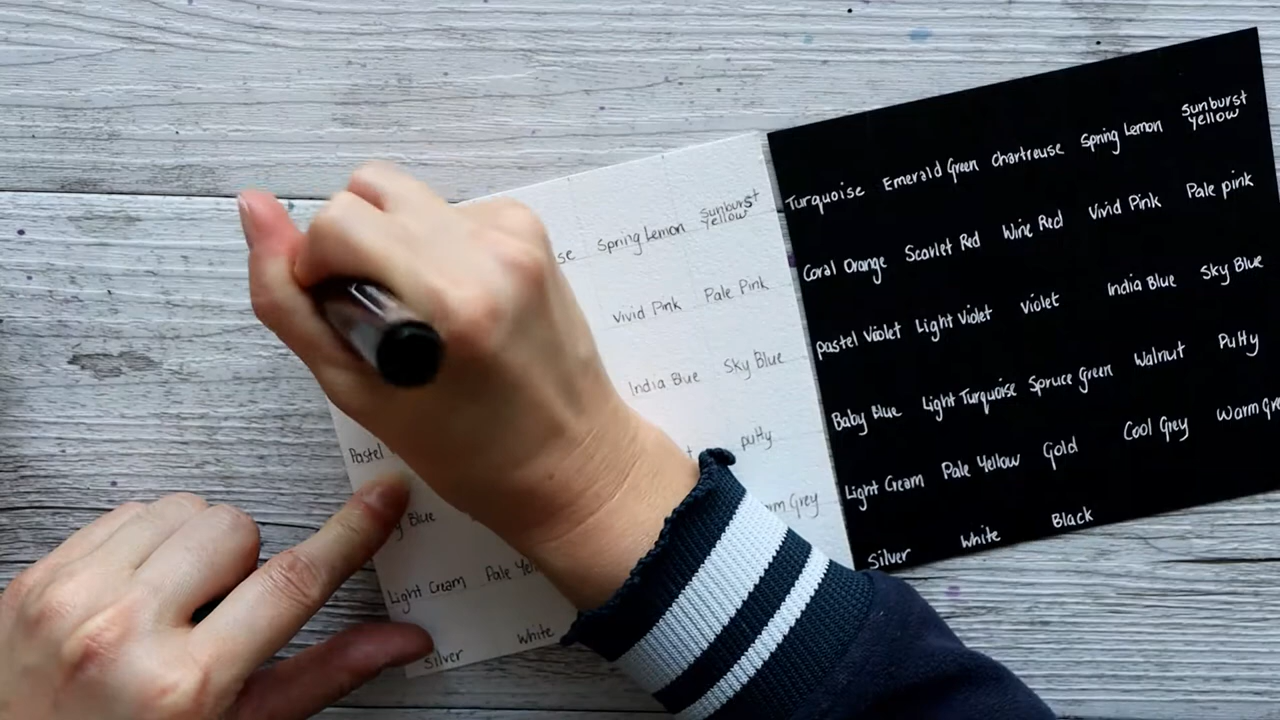 Spring Lemon sunburst
yellow
Vivid Pink Pale Pink
India Blue Sky Blue
Pastel
putty
Blue
Light Cream Pale
Grey
Silver White
Turquoise Emerald Green Chartreuse Spring Lemon sunburst
yellow
Coral Orange Scarlet Red Wine Red Vivid Pink Pale pink
Pastel Violet Light Violet Violet India Blue Sky Blue
Baby Blue Light Turquoise Spruce Green Walnut Putty
Light Cream Pale Yellow Gold Cool Grey Warm
Silver White Black